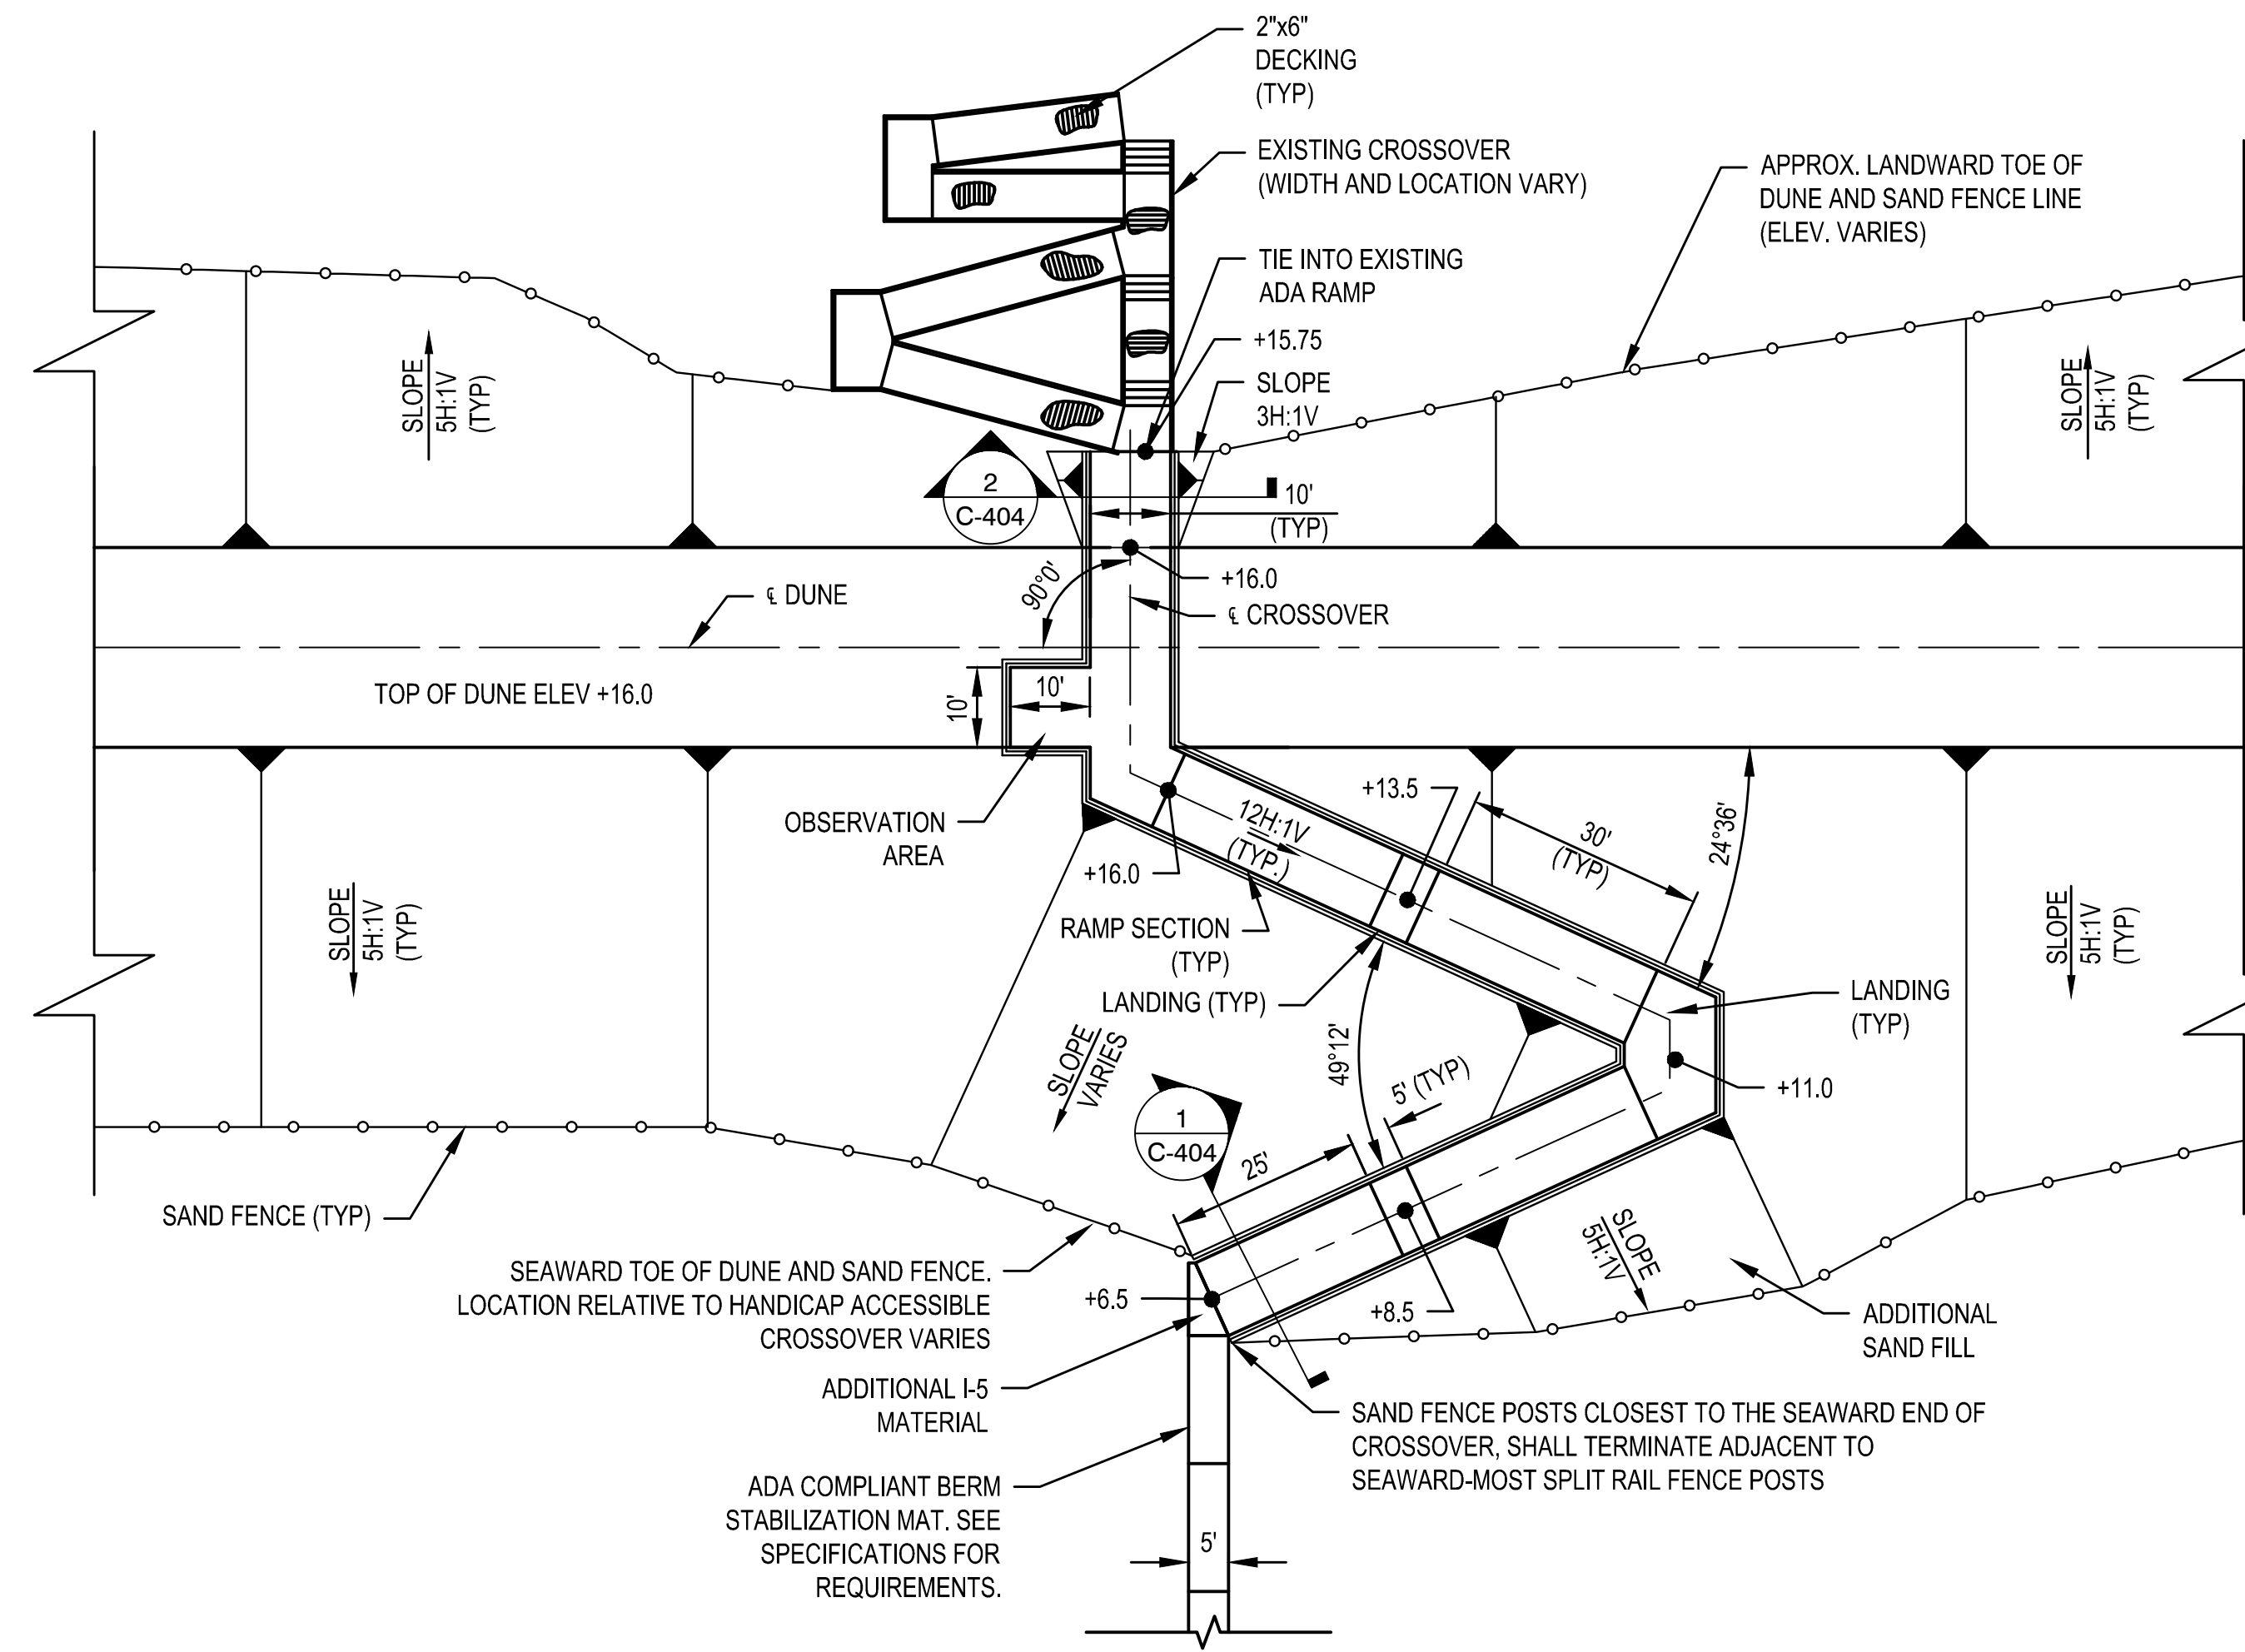 2"x6"
DECKING
(TYP)
EXISTING CROSSOVER
(WIDTH AND LOCATION VARY)
APPROX. LANDWARD TOE OF
DUNE AND SAND FENCE LINE
(ELEV. VARIES)
TIE INTO EXISTING
ADA RAMP
+15.75
SLOPE
3H:1V
SLOPE
5H:1V
(TYP)
SLOPE
5H:1V
(TYP)
2
C-404
10'
(TYP)
90°0'
+16.0
℄ DUNE
℄ CROSSOVER
TOP OF DUNE ELEV +16.0
10'
10'
OBSERVATION
AREA
+16.0
12H:1V
(TYP.)
+13.5
30'
(TYP)
24°36'
SLOPE
5H:1V
(TYP)
RAMP SECTION
(TYP)
LANDING (TYP)
LANDING
(TYP)
SLOPE
5H:1V
(TYP)
SLOPE
VARIES
49°12'
5' (TYP)
+11.0
1
C-404
25'
SAND FENCE (TYP)
SLOPE
5H:1V
SEAWARD TOE OF DUNE AND SAND FENCE.
LOCATION RELATIVE TO HANDICAP ACCESSIBLE
CROSSOVER VARIES
+6.5
+8.5
ADDITIONAL
SAND FILL
ADDITIONAL I-5
MATERIAL
SAND FENCE POSTS CLOSEST TO THE SEAWARD END OF
CROSSOVER, SHALL TERMINATE ADJACENT TO
SEAWARD-MOST SPLIT RAIL FENCE POSTS
ADA COMPLIANT BERM
STABILIZATION MAT. SEE
SPECIFICATIONS FOR
REQUIREMENTS.
5'